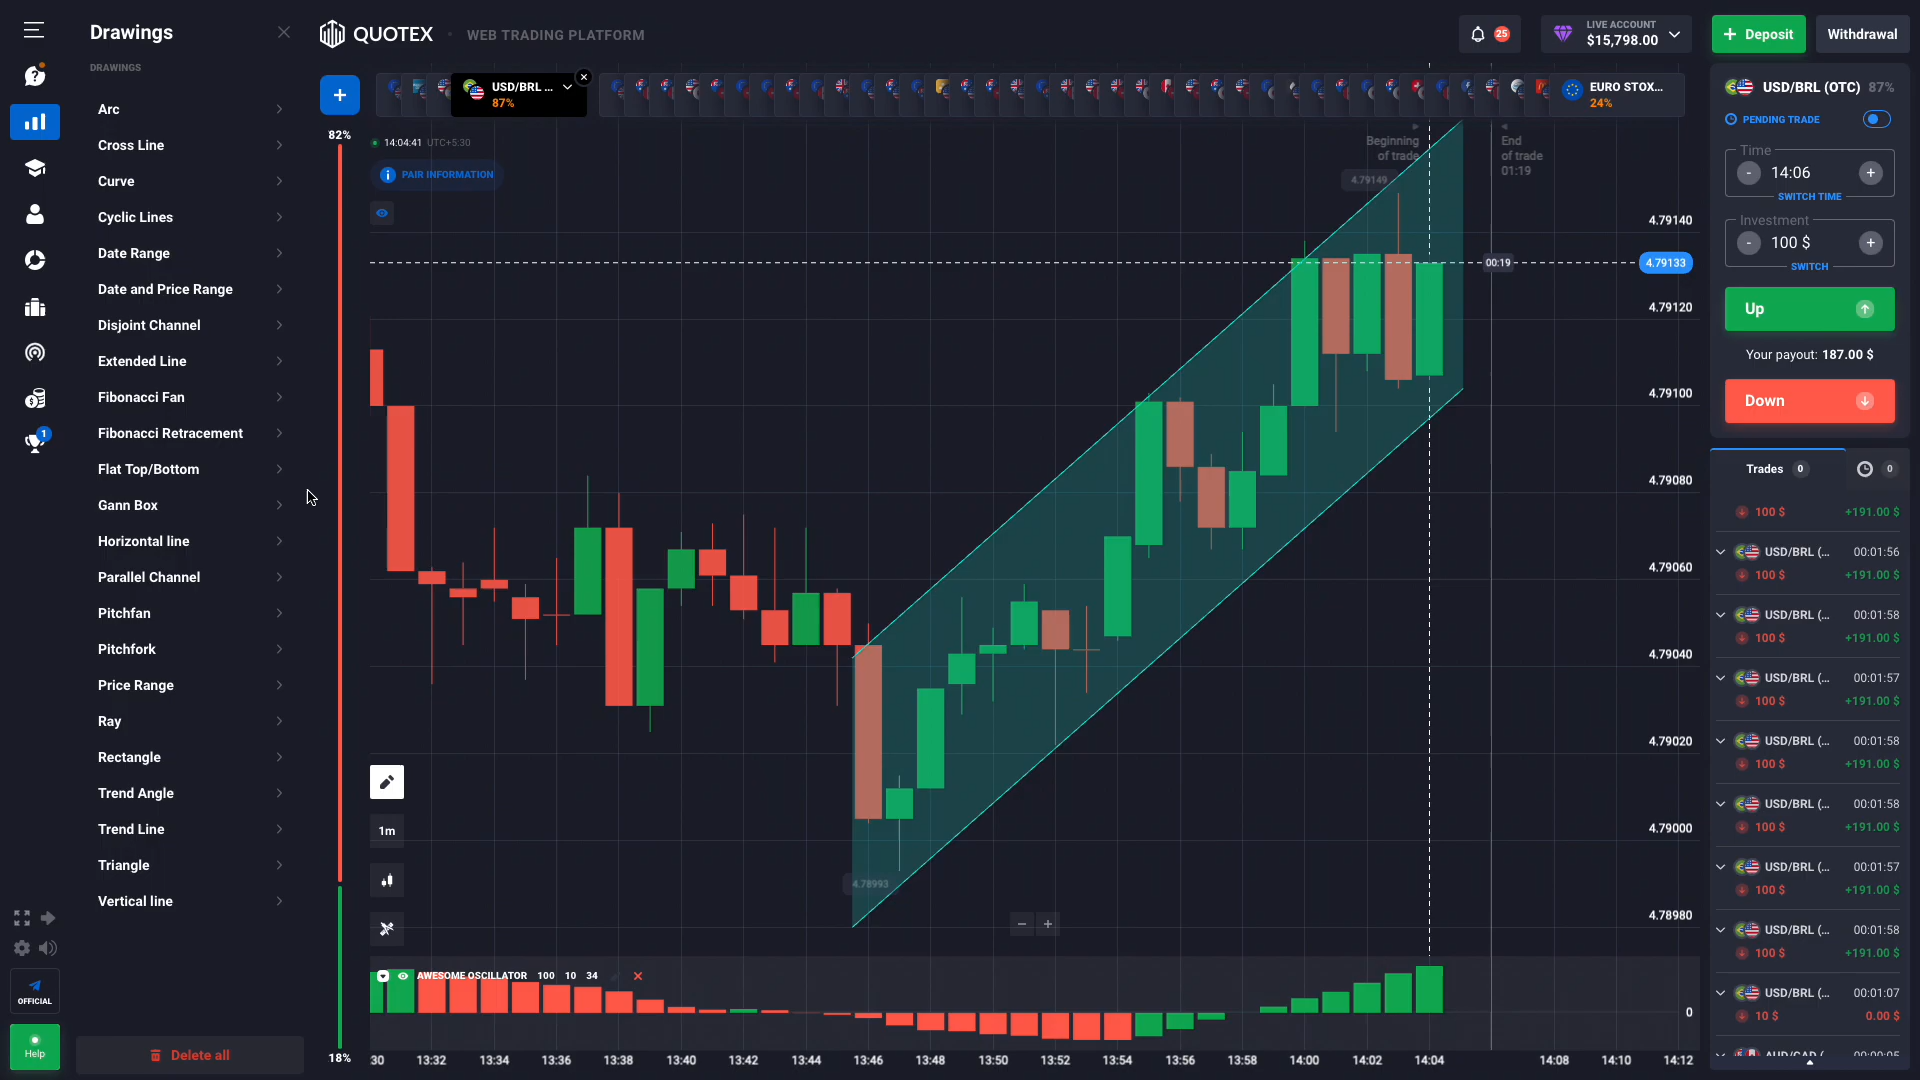 Drawings
DRAWINGS
Arc
Cross Line
Curve
Cyclic Lines
Date Range
Date and Price Range
Disjoint Channel
Extended Line
Fibonacci Fan
Fibonacci Retracement
Flat Top/Bottom
Gann Box
Horizontal line
Parallel Channel
Pitchfan
Pitchfork
Price Range
Ray
Rectangle
Trend Angle
Trend Line
Triangle
Vertical line
Delete all
1
OFFICIAL
Help
QUOTEX
WEB TRADING PLATFORM
25
LIVE ACCOUNT
$15,798.00
+ Deposit
Withdrawal
+
USD/BRL ...
87%
EURO STOX...
24%
82%
18%
14:04:41 UTC+5:30
PAIR INFORMATION
Beginning
of trade
End
of trade
01:19
4.79149
4.78993
00:19
4.79133
4.79140
4.79120
4.79100
4.79080
4.79060
4.79040
4.79020
4.79000
4.78980
1m
− +
AWESOME OSCILLATOR 100 10 34
0
:30 13:32 13:34 13:36 13:38 13:40 13:42 13:44 13:46 13:48 13:50 13:52 13:54 13:56 13:58 14:00 14:02 14:04 14:08 14:10 14:12
USD/BRL (OTC) 87%
PENDING TRADE
Time
- 14:06 +
SWITCH TIME
Investment
- 100 $ +
SWITCH
Up
Your payout: 187.00 $
Down
Trades 0
0
100 $ +191.00 $
USD/BRL (... 00:01:56
100 $ +191.00 $
USD/BRL (... 00:01:58
100 $ +191.00 $
USD/BRL (... 00:01:57
100 $ +191.00 $
USD/BRL (... 00:01:58
100 $ +191.00 $
USD/BRL (... 00:01:58
100 $ +191.00 $
USD/BRL (... 00:01:57
100 $ +191.00 $
USD/BRL (... 00:01:58
100 $ +191.00 $
USD/BRL (... 00:01:07
10 $ 0.00 $
AUD/CAD (... 00:00:05